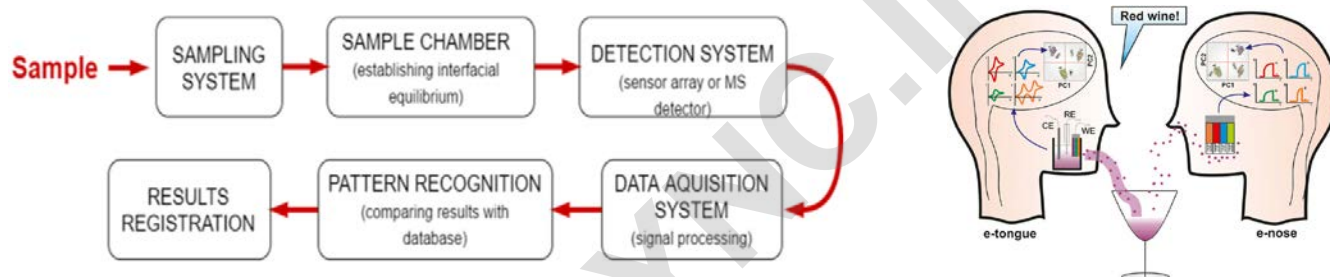 Sample
SAMPLING
SYSTEM
SAMPLE CHAMBER
(establishing interfacial
equilibrium)
DETECTION SYSTEM
(sensor array or MS
detector)
RESULTS
REGISTRATION
PATTERN RECOGNITION
(comparing results with
database)
DATA AQUISITION
SYSTEM
(signal processing)
Red wine!
PC2
PC1
CE
RE
WE
e-tongue
PC2
PC1
e-nose